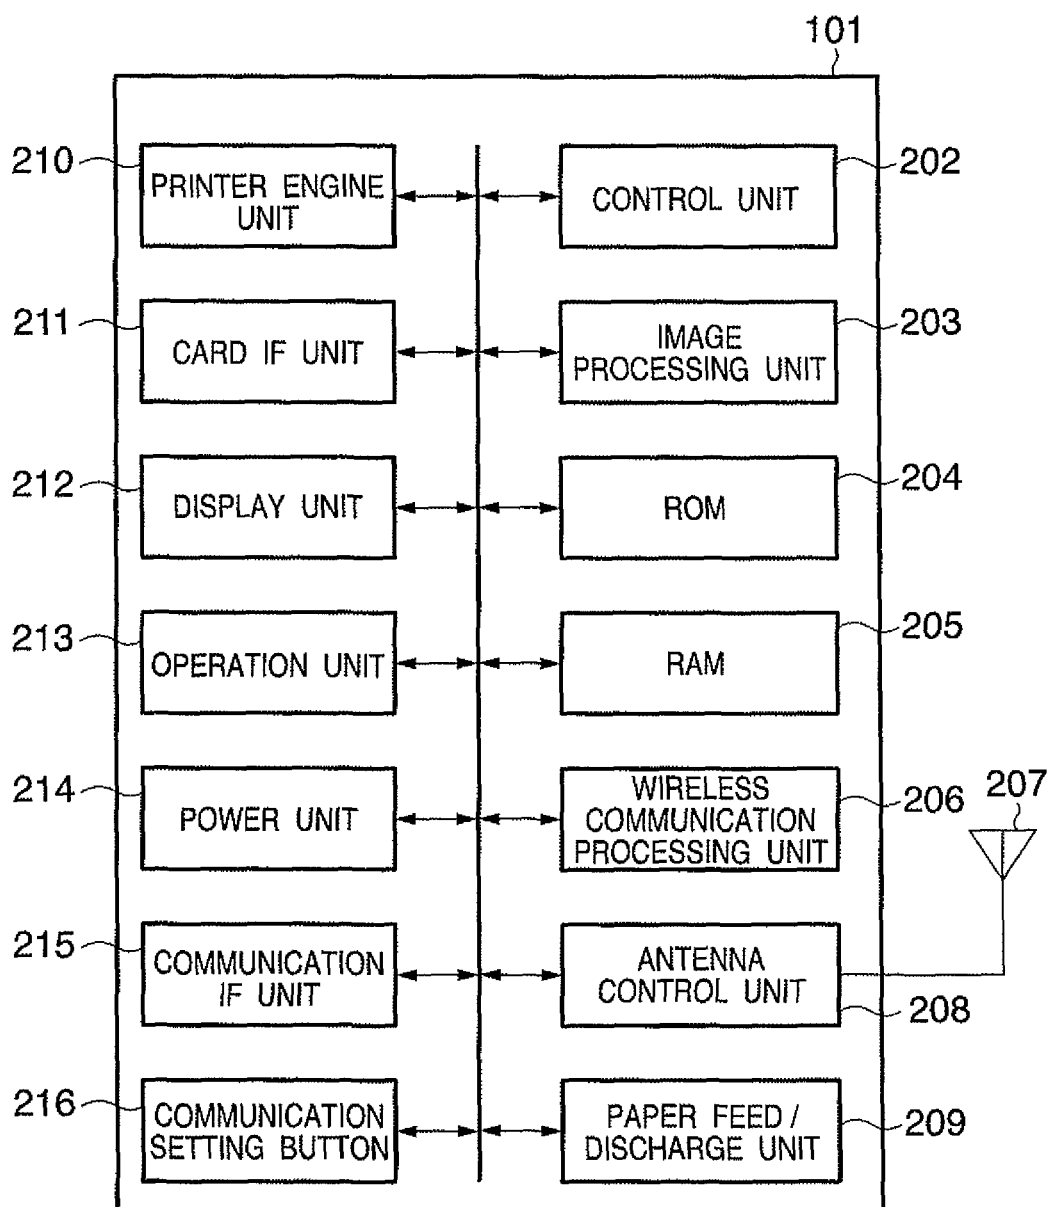 101
210
PRINTER ENGINE
UNIT
CONTROL UNIT
202
211
CARD IF UNIT
IMAGE
PROCESSING UNIT
203
212
DISPLAY UNIT
ROM
204
213
OPERATION UNIT
RAM
205
214
POWER UNIT
WIRELESS
COMMUNICATION
PROCESSING UNIT
206
207
215
COMMUNICATION
IF UNIT
ANTENNA
CONTROL UNIT
208
216
COMMUNICATION
SETTING BUTTON
PAPER FEED /
DISCHARGE UNIT
209